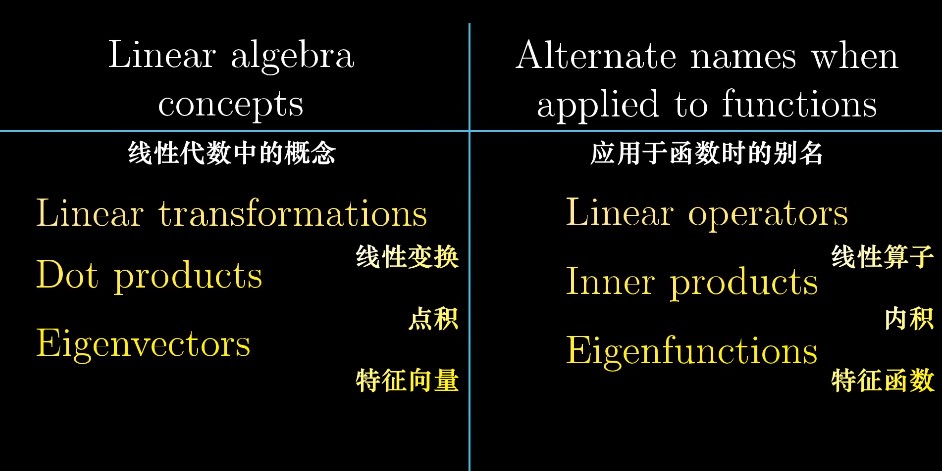 Linear algebra
concepts
Alternate names when
applied to functions
线性代数中的概念
应用于函数时的别名
Linear transformations
Linear operators
线性变换
线性算子
Dot products
Inner products
点积
内积
Eigenvectors
Eigenfunctions
特征向量
特征函数